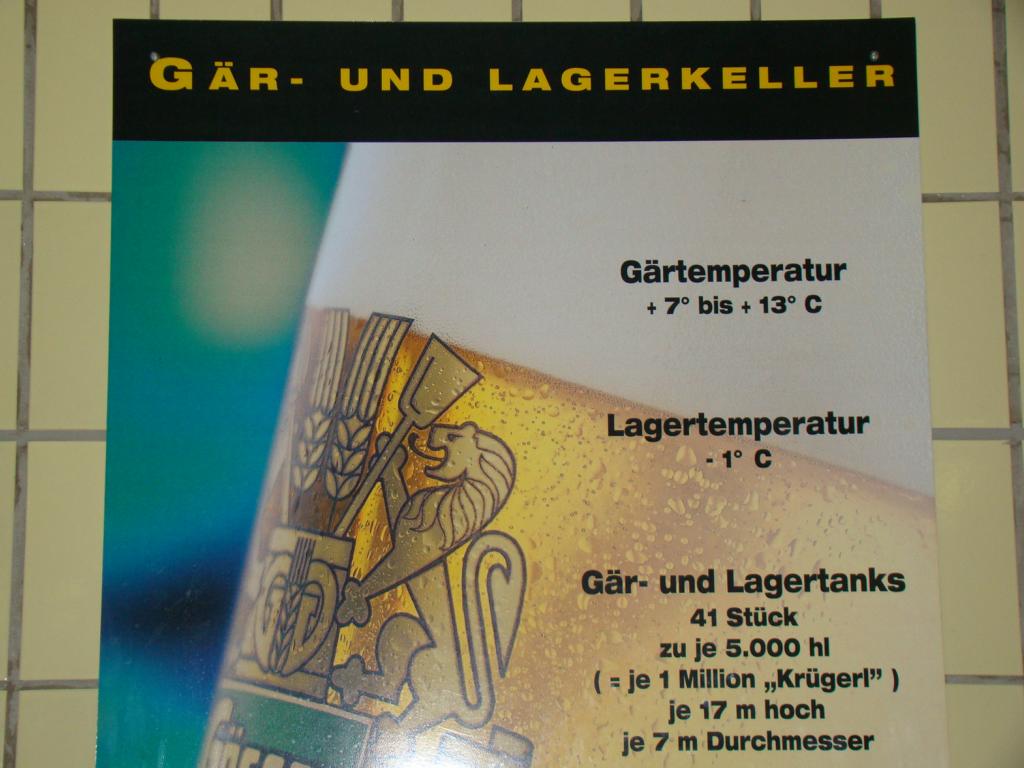 GÄR- UND LAGERKELLER
Gärtemperatur
+ 7° bis + 13° C
Lagertemperatur
- 1° C
Gär- und Lagertanks
41 Stück
zu je 5.000 hl
( = je 1 Million „Krügerl” )
je 17 m hoch
je 7 m Durchmesser